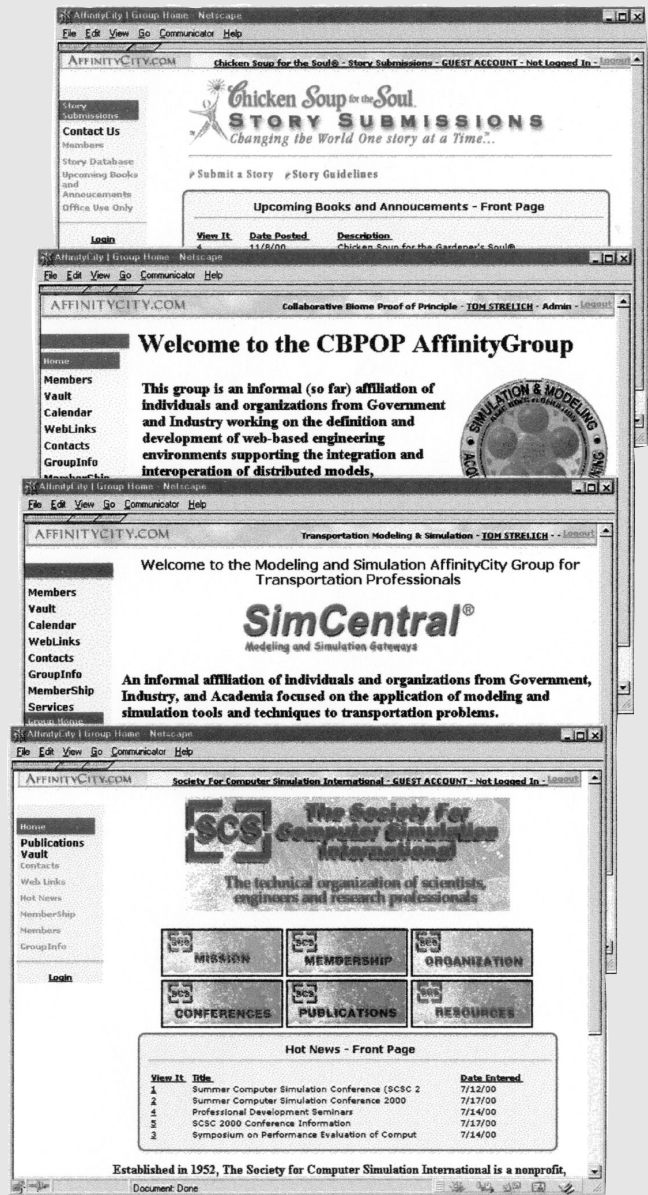 AffinityCity | Group Home - Netscape
File Edit View Go Communicator Help
AFFINITYCITY.COM
Chicken Soup for the Soul® - Story Submissions - GUEST ACCOUNT - Not Logged In - Logout
Story Submissions
Contact Us
Members
Story Database
Upcoming Books
and
Annoucements
Office Use Only
Login
Chicken Soup for the Soul
STORY SUBMISSIONS
Changing the World One story at a Time...
Submit a Story Story Guidelines
Upcoming Books and Annoucements - Front Page
View It Date Posted Description
4 11/8/00 Chicken Soup for the Gardener's Soul®
AffinityCity | Group Home - Netscape
File Edit View Go Communicator Help
AFFINITYCITY.COM
Collaborative Biome Proof of Principle - TOM STRELICH - Admin - Logout
Home
Members
Vault
Calendar
WebLinks
Contacts
GroupInfo
MemberShip
Welcome to the CBPOP AffinityGroup
This group is an informal (so far) affiliation of
individuals and organizations from Government
and Industry working on the definition and
development of web-based engineering
environments supporting the integration and
interoperation of distributed models,
SIMULATION & MODELING
AffinityCity | Group Home - Netscape
File Edit View Go Communicator Help
AFFINITYCITY.COM
Transportation Modeling & Simulation - TOM STRELICH - - Logout
Members
Vault
Calendar
WebLinks
Contacts
GroupInfo
MemberShip
Services
Group Home
Welcome to the Modeling and Simulation AffinityCity Group for
Transportation Professionals
SimCentral®
Modeling and Simulation Gateways
An informal affiliation of individuals and organizations from Government,
Industry, and Academia focused on the application of modeling and
simulation tools and techniques to transportation problems.
AffinityCity | Group Home - Netscape
File Edit View Go Communicator Help
AFFINITYCITY.COM
Society For Computer Simulation International - GUEST ACCOUNT - Not Logged In - Logout
Home
Publications
Vault
Contacts
Web Links
Hot News
MemberShip
Members
GroupInfo
Login
SCS
The Society For
Computer Simulation
International
The technical organization of scientists,
engineers and research professionals
SCS MISSION
SCS MEMBERSHIP
SCS ORGANIZATION
SCS CONFERENCES
SCS PUBLICATIONS
SCS RESOURCES
Hot News - Front Page
View It Title Date Entered
1 Summer Computer Simulation Conference (SCSC 2 7/12/00
2 Summer Computer Simulation Conference 2000 7/17/00
4 Professional Development Seminars 7/14/00
5 SCSC 2000 Conference Information 7/17/00
3 Symposium on Performance Evaluation of Comput 7/14/00
Established in 1952, The Society for Computer Simulation International is a nonprofit,
Document: Done